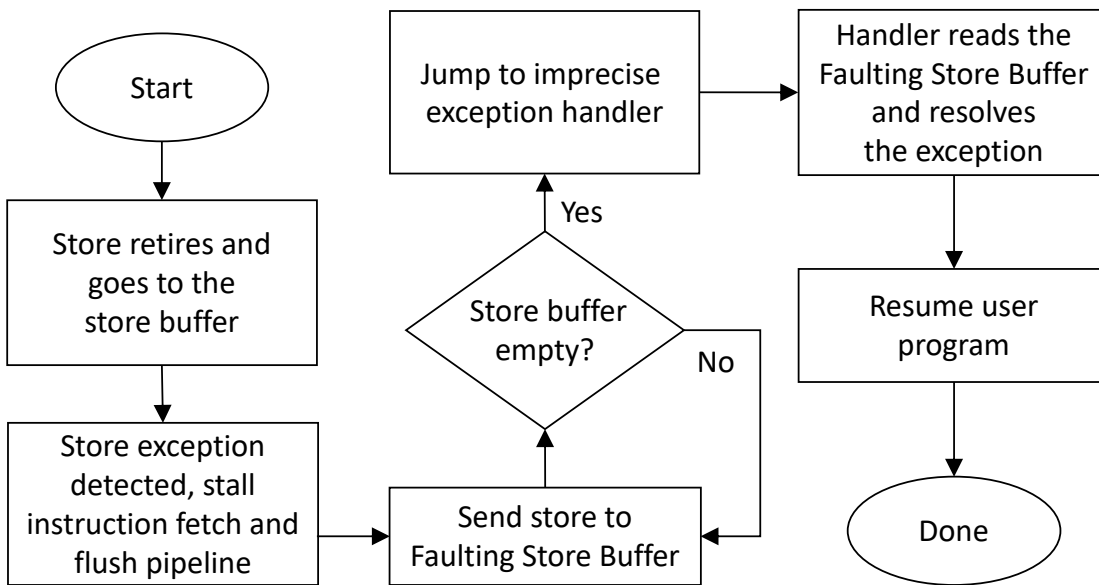 Start
Store retires and
goes to the
store buffer
Store exception
detected, stall
instruction fetch and
flush pipeline
Send store to
Faulting Store Buffer
Store buffer
empty?
No
Yes
Jump to imprecise
exception handler
Handler reads the
Faulting Store Buffer
and resolves
the exception
Resume user
program
Done